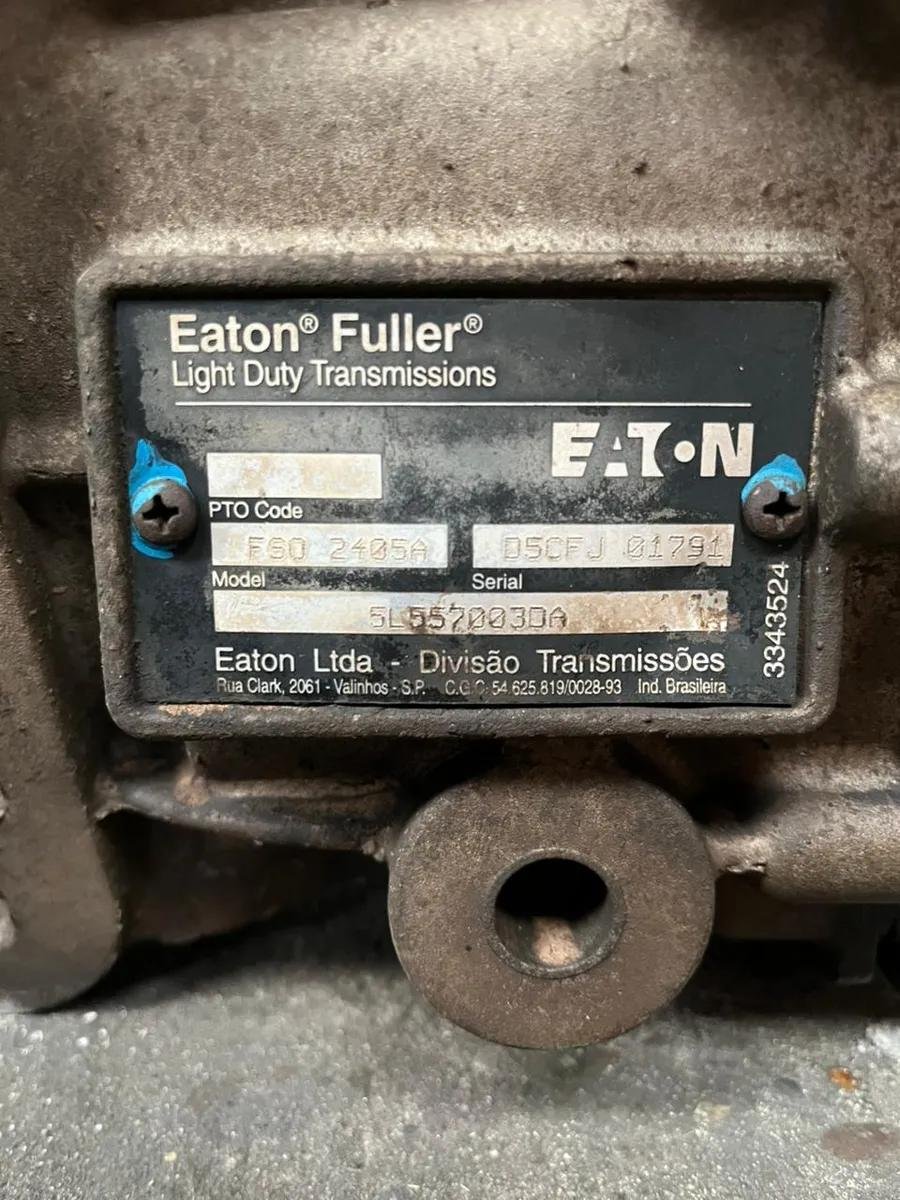 Eaton® Fuller®
Light Duty Transmissions
EATON
PTO Code
FSO 2405A D5CFJ 01791
Model Serial
5L557003DA
3343524
Eaton Ltda - Divisão Transmissões
Rua Clark, 2061 - Valinhos - S.P. C.G.C. 54.625.819/0028-93 Ind. Brasileira